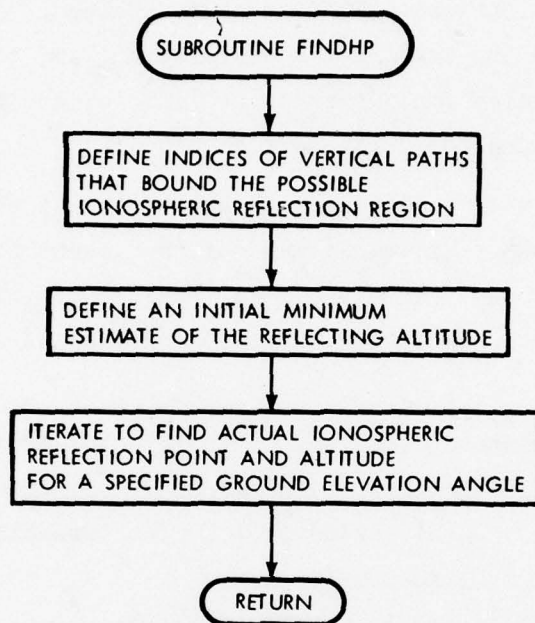 SUBROUTINE FINDHP
DEFINE INDICES OF VERTICAL PATHS
THAT BOUND THE POSSIBLE
IONOSPHERIC REFLECTION REGION
DEFINE AN INITIAL MINIMUM
ESTIMATE OF THE REFLECTING ALTITUDE
ITERATE TO FIND ACTUAL IONOSPHERIC
REFLECTION POINT AND ALTITUDE
FOR A SPECIFIED GROUND ELEVATION ANGLE
RETURN